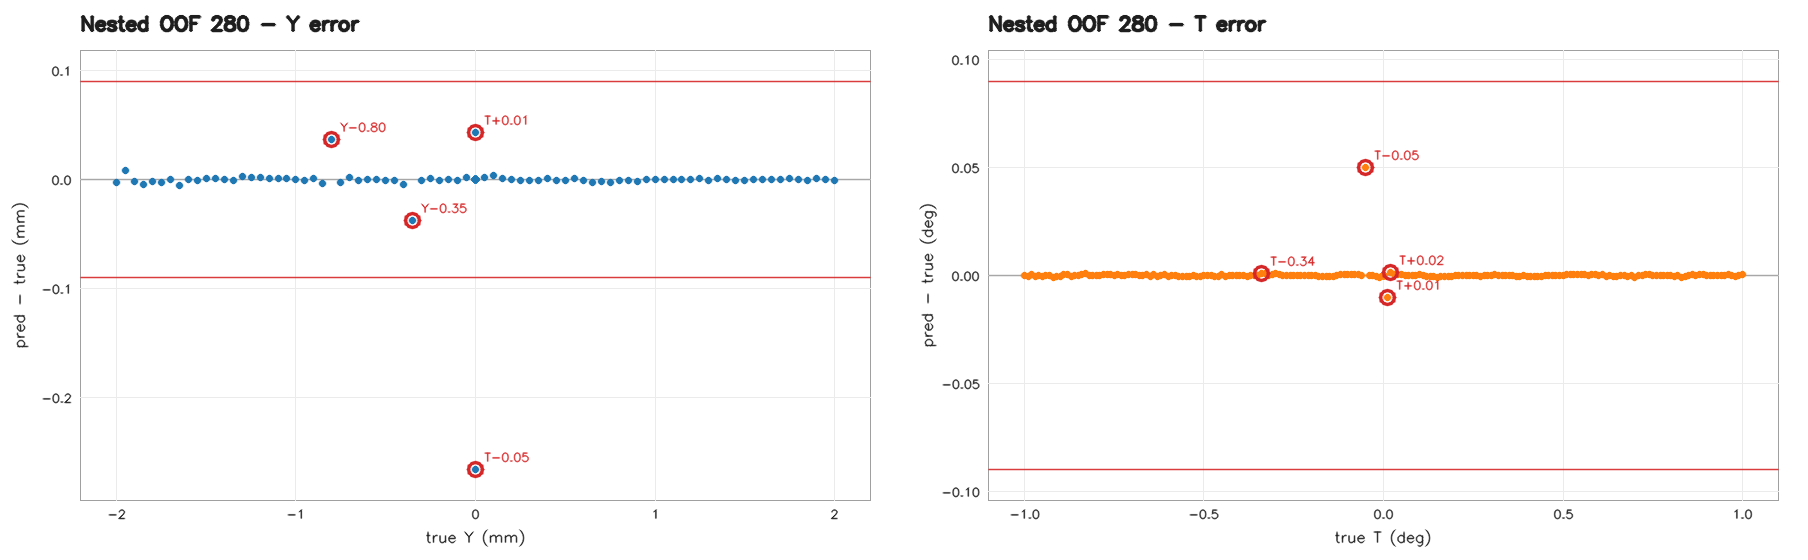 Nested OOF 280 – Y error
0.1
0.0
−0.1
−0.2
pred − true (mm)
Y−0.80
T+0.01
Y−0.35
T−0.05
−2
−1
0
1
2
true Y (mm)
Nested OOF 280 – T error
0.10
0.05
0.00
−0.05
−0.10
pred − true (deg)
T−0.05
T−0.34
T+0.02
T+0.01
−1.0
−0.5
0.0
0.5
1.0
true T (deg)